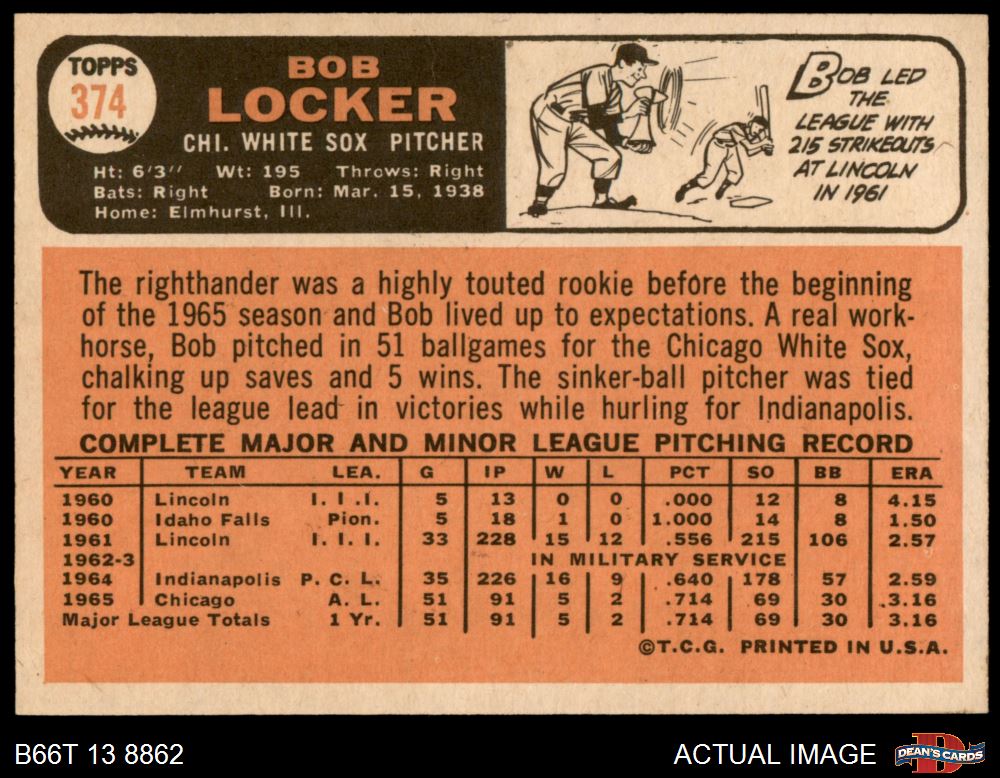 TOPPS
374
BOB
LOCKER
CHI. WHITE SOX PITCHER
Ht: 6'3" Wt: 195 Throws: Right
Bats: Right Born: Mar. 15, 1938
Home: Elmhurst, Ill.
BOB LED
THE
LEAGUE WITH
215 STRIKEOUTS
AT LINCOLN
IN 1961
The righthander was a highly touted rookie before the beginning
of the 1965 season and Bob lived up to expectations. A real work-
horse, Bob pitched in 51 ballgames for the Chicago White Sox,
chalking up saves and 5 wins. The sinker-ball pitcher was tied
for the league lead in victories while hurling for Indianapolis.
COMPLETE MAJOR AND MINOR LEAGUE PITCHING RECORD
YEAR TEAM LEA. G IP W L PCT SO BB ERA
1960 Lincoln I. I. I. 5 13 0 0 .000 12 8 4.15
1960 Idaho Falls Pion. 5 18 1 0 1.000 14 8 1.50
1961 Lincoln I. I. I. 33 228 15 12 .556 215 106 2.57
1962-3 IN MILITARY SERVICE
1964 Indianapolis P. C. L. 35 226 16 9 .640 178 57 2.59
1965 Chicago A. L. 51 91 5 2 .714 69 30 3.16
Major League Totals 1 Yr. 51 91 5 2 .714 69 30 3.16
©T.C.G. PRINTED IN U.S.A.
B66T 13 8862
ACTUAL IMAGE
DEAN'S CARDS